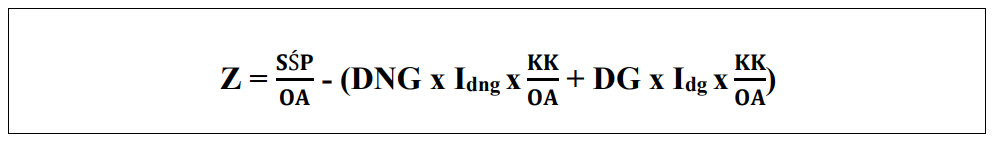 Z = SŚP/OA - (DNG x Idng x KK/OA + DG x Idg x KK/OA)